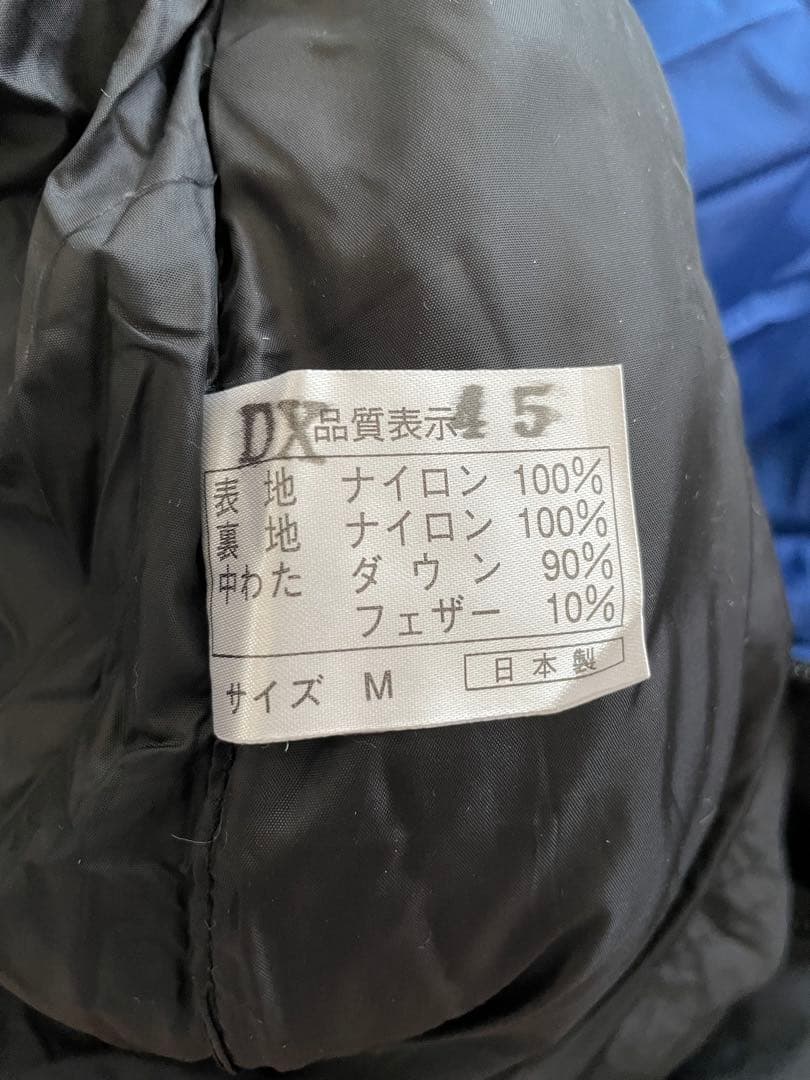 DX 品質表示 45
表地 ナイロン 100%
裏地 ナイロン 100%
中わた ダウン 90%
フェザー 10%
サイズ M 日本製